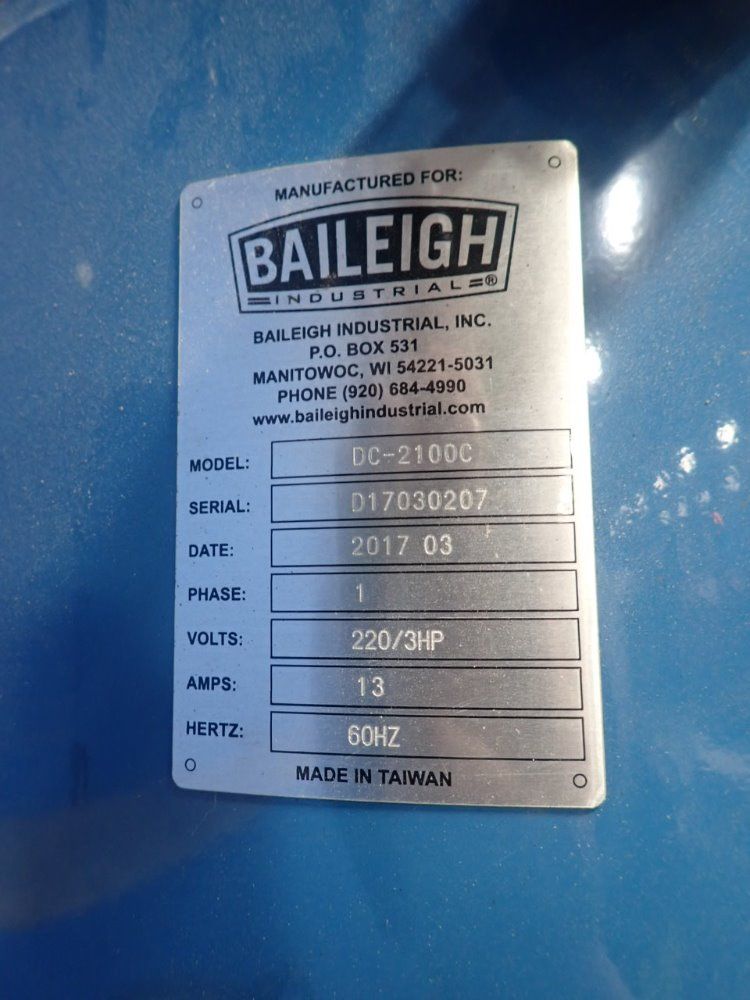 MANUFACTURED FOR:
BAILEIGH
INDUSTRIAL ®
BAILEIGH INDUSTRIAL, INC.
P.O. BOX 531
MANITOWOC, WI 54221-5031
PHONE (920) 684-4990
www.baileighindustrial.com
MODEL: DC-2100C
SERIAL: D17030207
DATE: 2017 03
PHASE: 1
VOLTS: 220/3HP
AMPS: 13
HERTZ: 60HZ
MADE IN TAIWAN